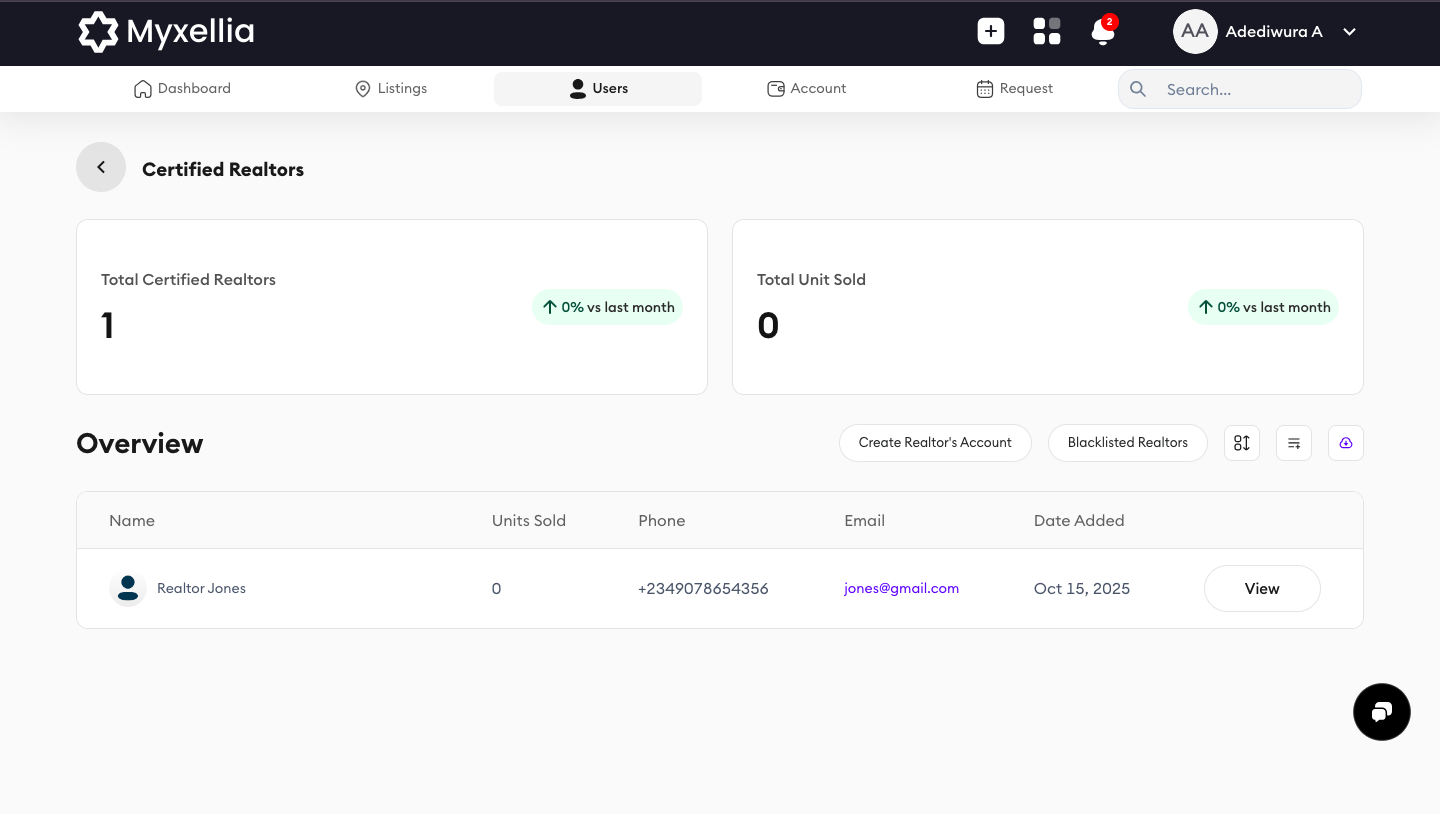 Myxellia
2
AA Adediwura A
Dashboard Listings Users Account Request Search...
Certified Realtors
Total Certified Realtors
1
0% vs last month
Total Unit Sold
0
0% vs last month
Overview
Create Realtor's Account Blacklisted Realtors
Name Units Sold Phone Email Date Added
Realtor Jones 0 +2349078654356 jones@gmail.com Oct 15, 2025 View